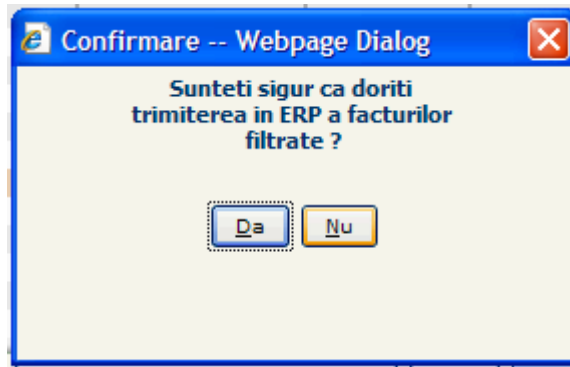 Confirmare -- Webpage Dialog
Sunteti sigur ca doriti
trimiterea in ERP a facturilor
filtrate ?
Da
Nu